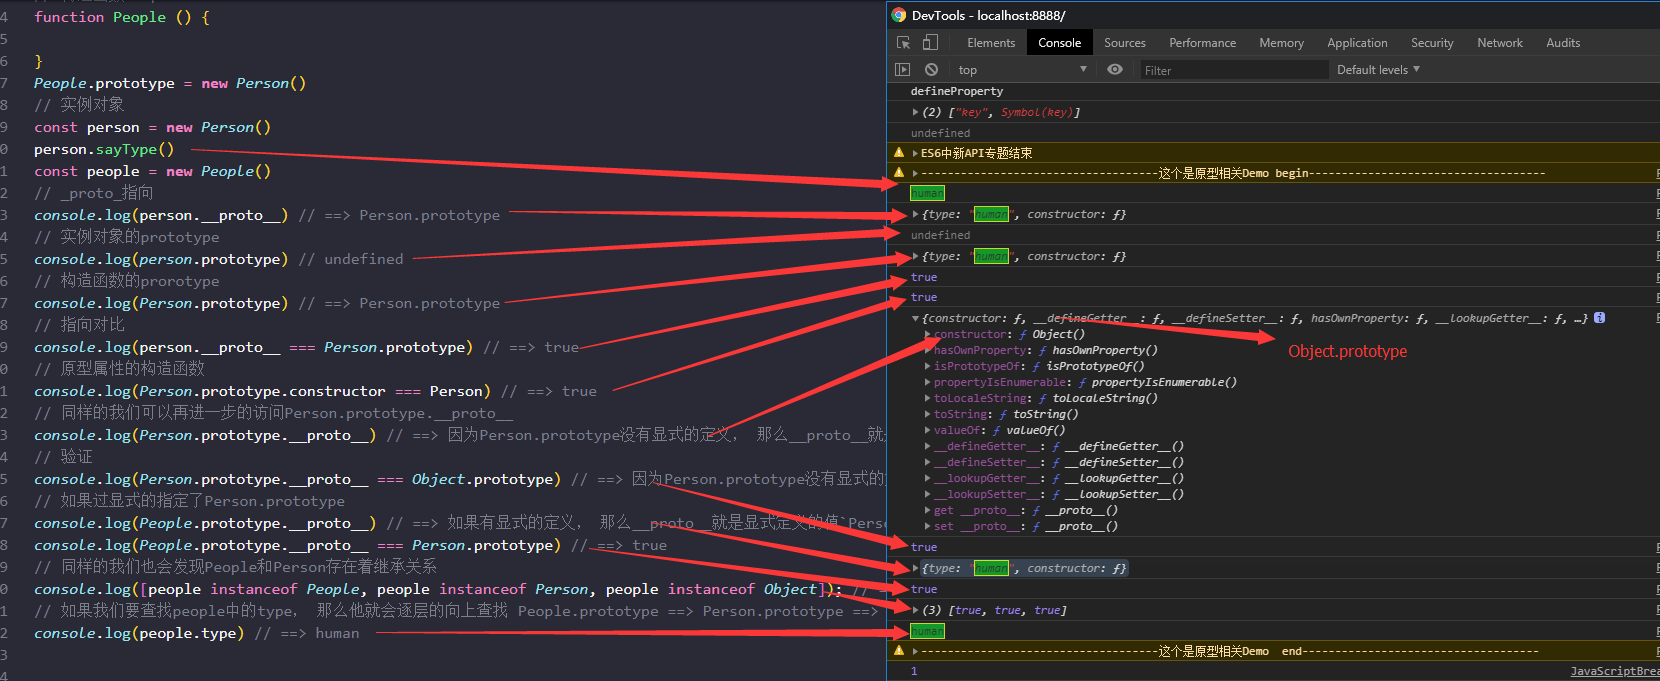 4 function People () {
5
6 }
7 People.prototype = new Person()
8 // 实例对象
9 const person = new Person()
0 person.sayType()
1 const people = new People()
2 // _proto_指向
3 console.log(person.__proto__) // ==> Person.prototype
4 // 实例对象的prototype
5 console.log(person.prototype) // undefined
6 // 构造函数的prorotype
7 console.log(Person.prototype) // ==> Person.prototype
8 // 指向对比
9 console.log(person.__proto__ === Person.prototype) // ==> true
0 // 原型属性的构造函数
1 console.log(Person.prototype.constructor === Person) // ==> true
2 // 同样的我们可以再进一步的访问Person.prototype.__proto__
3 console.log(Person.prototype.__proto__) // ==> 因为Person.prototype没有显式的定义, 那么__proto__就
4 // 验证
5 console.log(Person.prototype.__proto__ === Object.prototype) // ==> 因为Person.prototype没有显式的
6 // 如果过显式的指定了Person.prototype
7 console.log(People.prototype.__proto__) // ==> 如果有显式的定义, 那么__proto__就是显式定义的值`Perso
8 console.log(People.prototype.__proto__ === Person.prototype) // ==> true
9 // 同样的我们也会发现People和Person存在着继承关系
0 console.log([people instanceof People, people instanceof Person, people instanceof Object]); //
1 // 如果我们要查找people中的type, 那么他就会逐层的向上查找 People.prototype ==> Person.prototype ==>
2 console.log(people.type) // ==> human
3
4
DevTools - localhost:8888/
Elements Console Sources Performance Memory Application Security Network Audits
top Filter Default levels
defineProperty
(2) ["key", Symbol(key)]
undefined
ES6中新API专题结束
----------------------------------这个是原型相关Demo begin----------------------------------
human
{type: "human", constructor: ƒ}
undefined
{type: "human", constructor: ƒ}
true
true
{constructor: ƒ, __defineGetter__: ƒ, __defineSetter__: ƒ, hasOwnProperty: ƒ, __lookupGetter__: ƒ, …}
constructor: ƒ Object()
hasOwnProperty: ƒ hasOwnProperty()
isPrototypeOf: ƒ isPrototypeOf()
propertyIsEnumerable: ƒ propertyIsEnumerable()
toLocaleString: ƒ toLocaleString()
toString: ƒ toString()
valueOf: ƒ valueOf()
__defineGetter__: ƒ __defineGetter__()
__defineSetter__: ƒ __defineSetter__()
__lookupGetter__: ƒ __lookupGetter__()
__lookupSetter__: ƒ __lookupSetter__()
get __proto__: ƒ __proto__()
set __proto__: ƒ __proto__()
Object.prototype
true
{type: "human", constructor: ƒ}
true
(3) [true, true, true]
human
----------------------------------这个是原型相关Demo  end----------------------------------
1
JavaScriptBrea